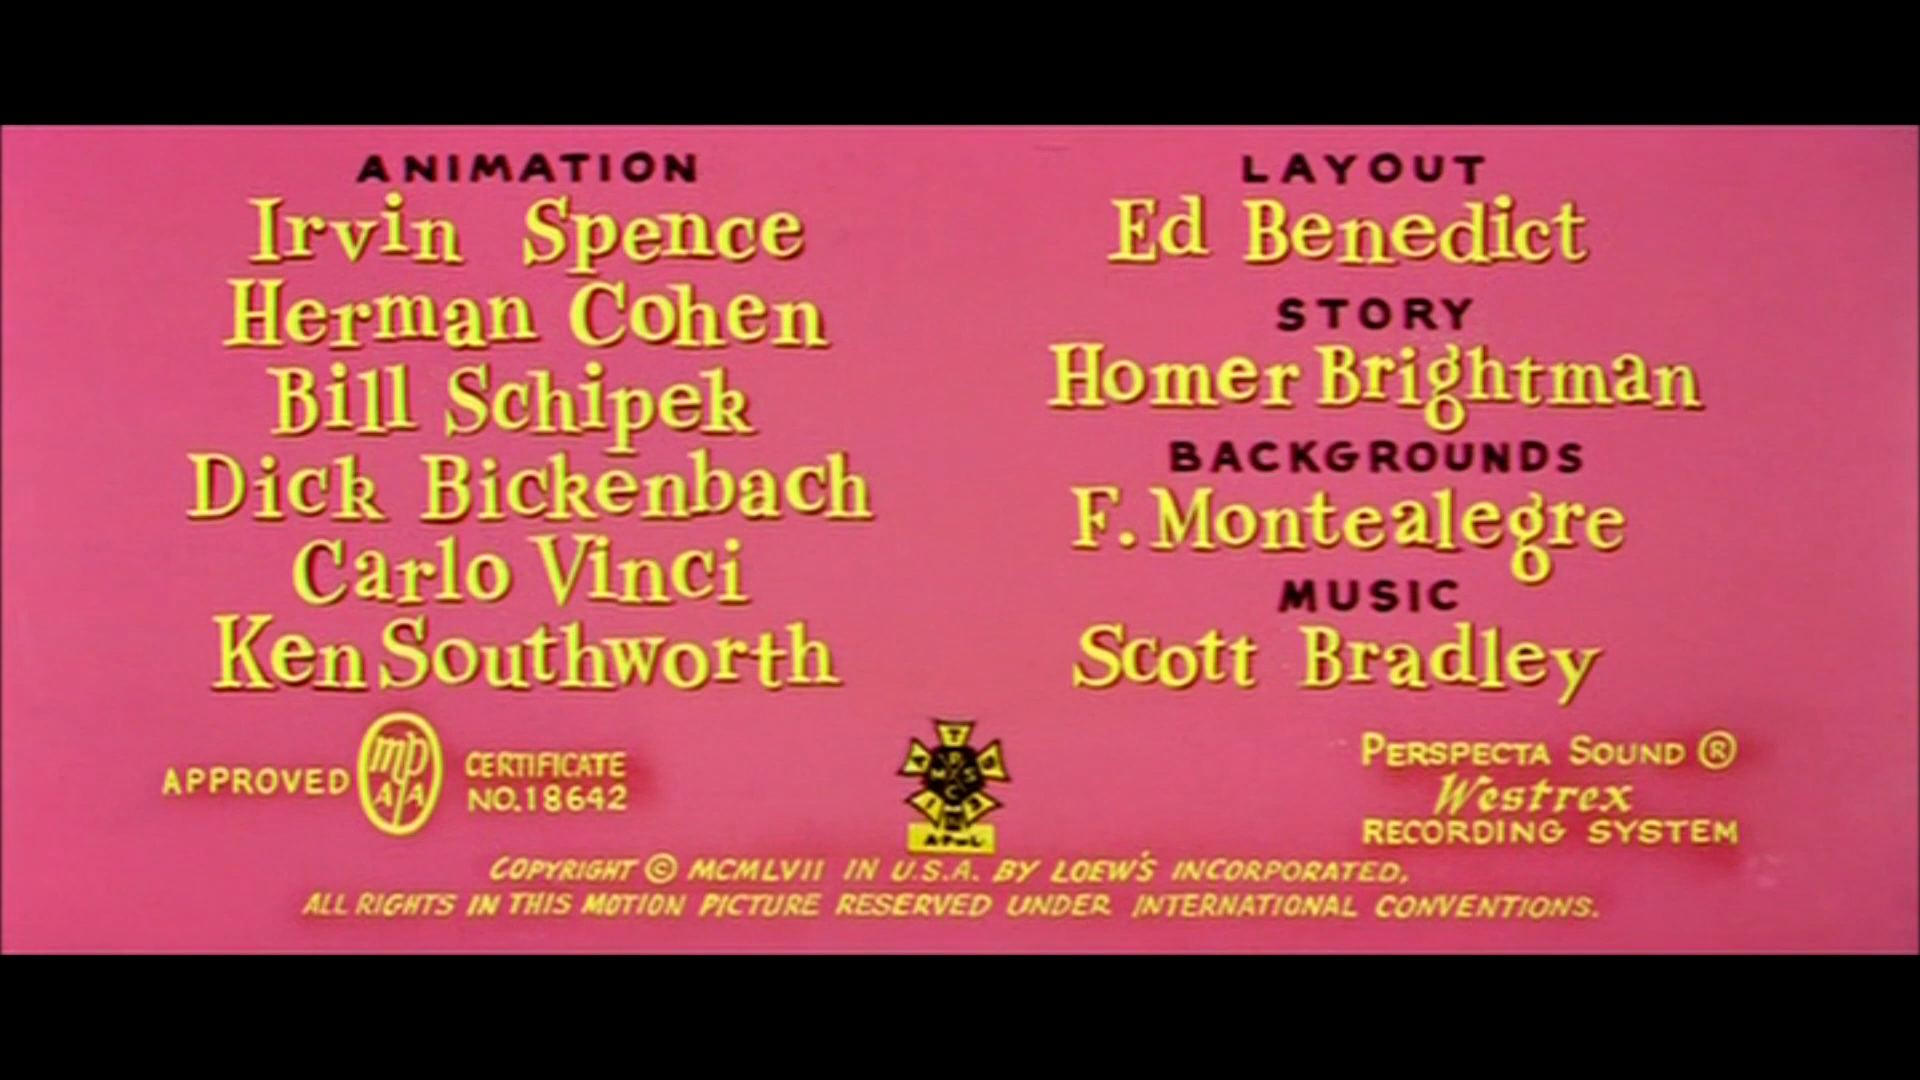 ANIMATION
Irvin Spence
Herman Cohen
Bill Schipek
Dick Bickenbach
Carlo Vinci
Ken Southworth
LAYOUT
Ed Benedict
STORY
Homer Brightman
BACKGROUNDS
F. Montealegre
MUSIC
Scott Bradley
APPROVED
MPAA
CERTIFICATE
NO.18642
PERSPECTA SOUND ®
Westrex
RECORDING SYSTEM
COPYRIGHT © MCMLVII IN U.S.A. BY LOEW'S INCORPORATED,
ALL RIGHTS IN THIS MOTION PICTURE RESERVED UNDER INTERNATIONAL CONVENTIONS.